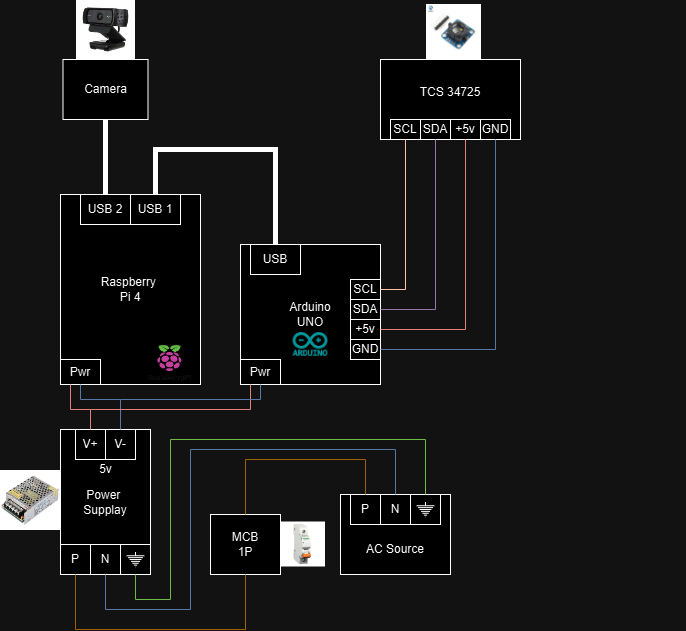 Camera
TCS 34725
SCL SDA +5v GND
USB 2 USB 1
USB
Raspberry
Pi 4
SCL
Arduino
UNO
SDA
+5v
ARDUINO
GND
Pwr
Pwr
V+ V-
5v
Power
Supplay
P N
MCB
1P
P N
AC Source